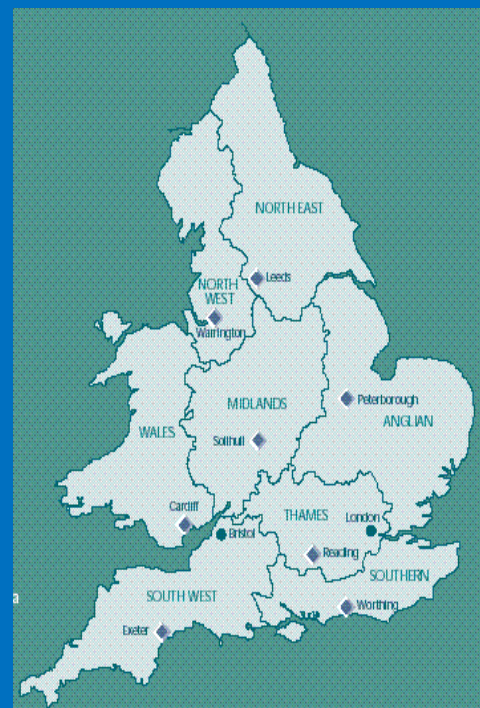 NORTH EAST
Leeds
NORTH
WEST
Warrington
Peterborough
MIDLANDS
ANGLIAN
WALES
Solihull
Cardiff
THAMES
London
Bristol
Reading
SOUTHERN
a
SOUTH WEST
Worthing
Exeter